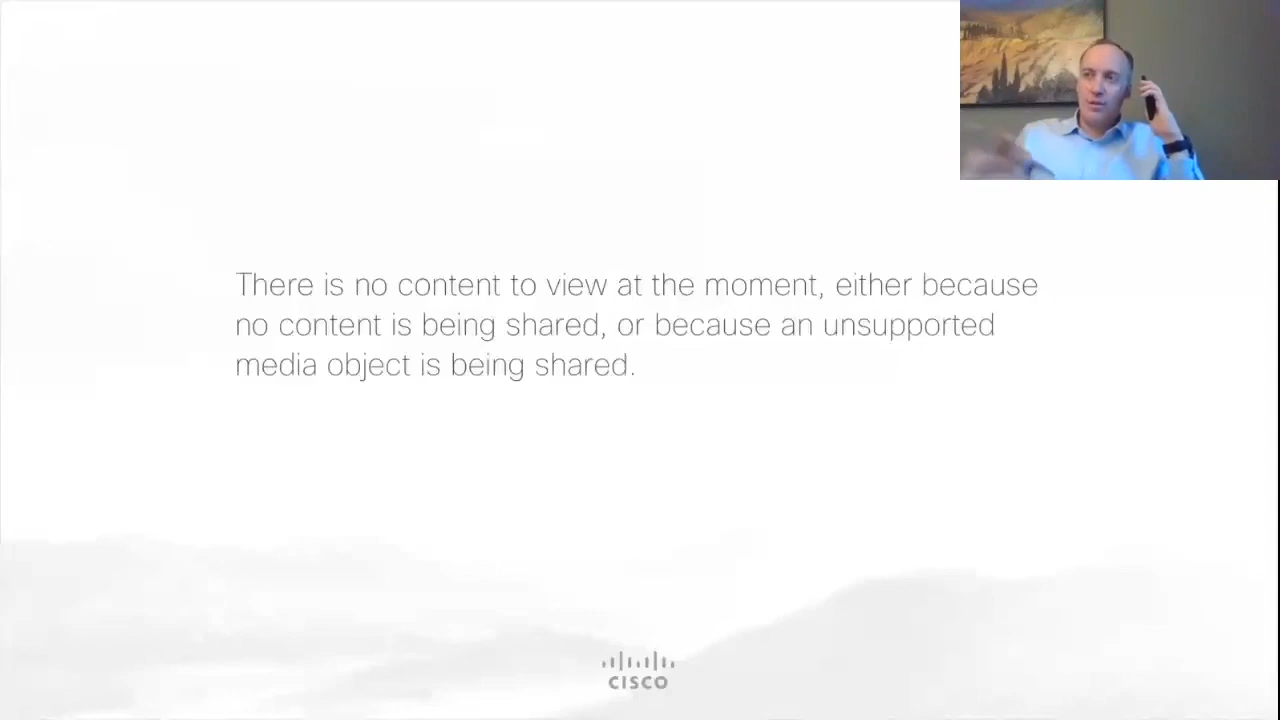 There is no content to view at the moment, either because
no content is being shared, or because an unsupported
media object is being shared.
CISCO